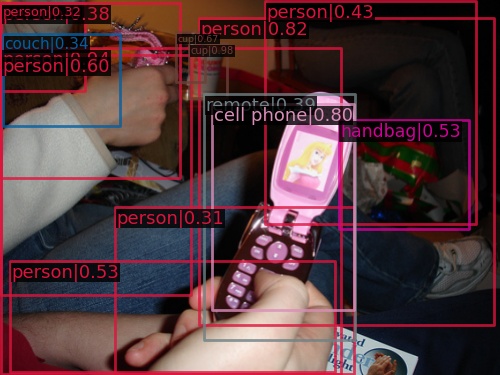 person|0.32
.38
person|0.43
person|0.82
couch|0.34
cup|0.67
cup|0.98
person|0.60
remote|0.39
cell phone|0.80
handbag|0.53
person|0.31
person|0.53